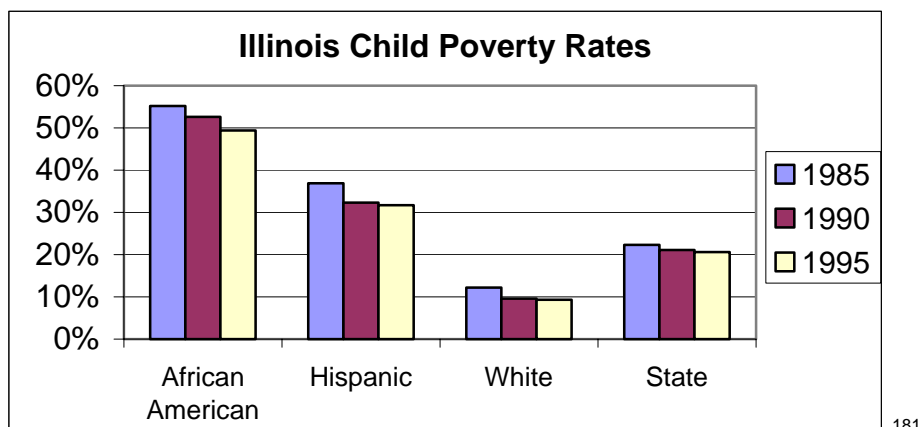 Illinois Child Poverty Rates
60%
50%
40%
30%
20%
10%
0%
African
American
Hispanic
White
State
1985
1990
1995
181